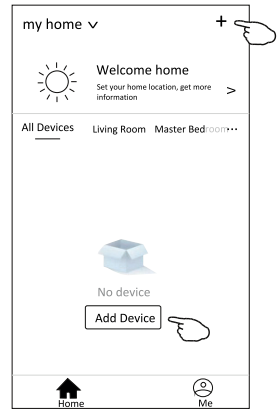 my home
+
Welcome home
Set your home location, get more
information
>
All Devices Living Room Master Bedroom ...
No device
Add Device
Home Me